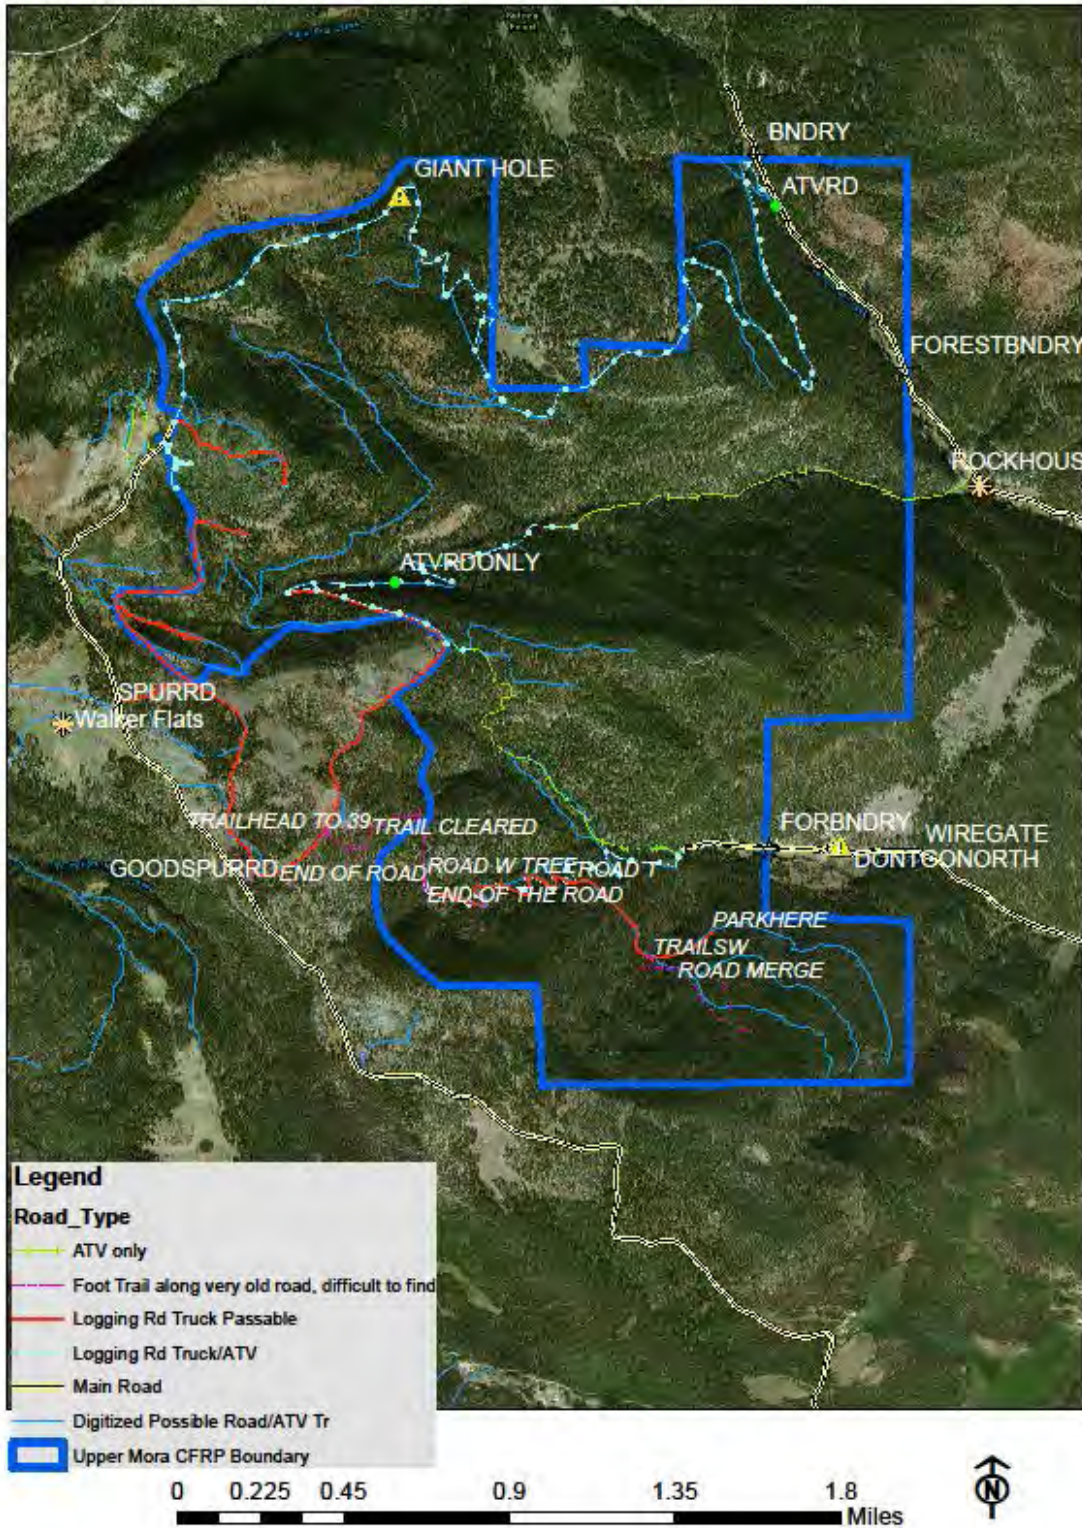 BNDRY
GIANT HOLE
ATVRD
FORESTBNDRY
ROCKHOUS
ATVRDONLY
SPURRD
Walker Flats
TRAILHEAD TO 39
TRAIL CLEARED
FORBNDRY
WIREGATE
DONTGONORTH
GOODSPURRD
END OF ROAD
ROAD W TREE
ROAD T
END OF THE ROAD
PARKHERE
TRAILSW
ROAD MERGE
Legend
Road_Type
ATV only
Foot Trail along very old road, difficult to find
Logging Rd Truck Passable
Logging Rd Truck/ATV
Main Road
Digitized Possible Road/ATV Tr
Upper Mora CFRP Boundary
0 0.225 0.45 0.9 1.35 1.8
Miles
N